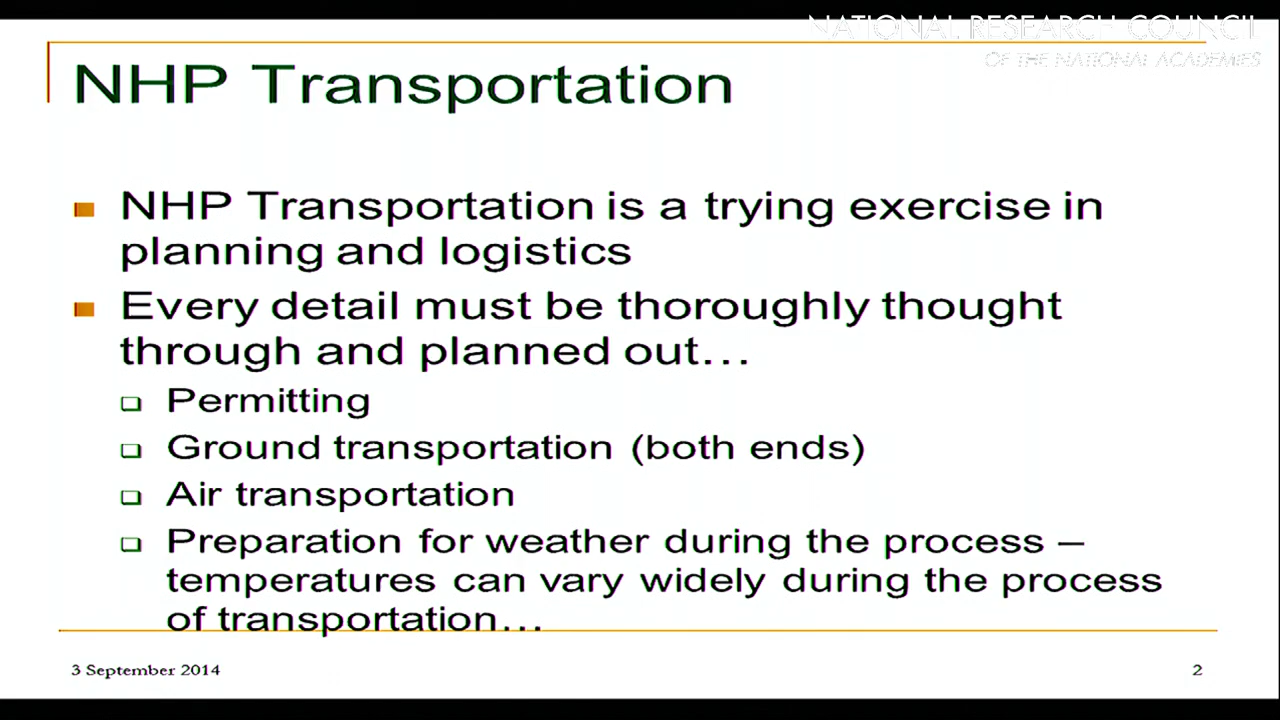 NATIONAL RESEARCH COUNCIL
OF THE NATIONAL ACADEMIES
NHP Transportation
NHP Transportation is a trying exercise in
planning and logistics
Every detail must be thoroughly thought
through and planned out…
Permitting
Ground transportation (both ends)
Air transportation
Preparation for weather during the process –
temperatures can vary widely during the process
of transportation…
3 September 2014
2